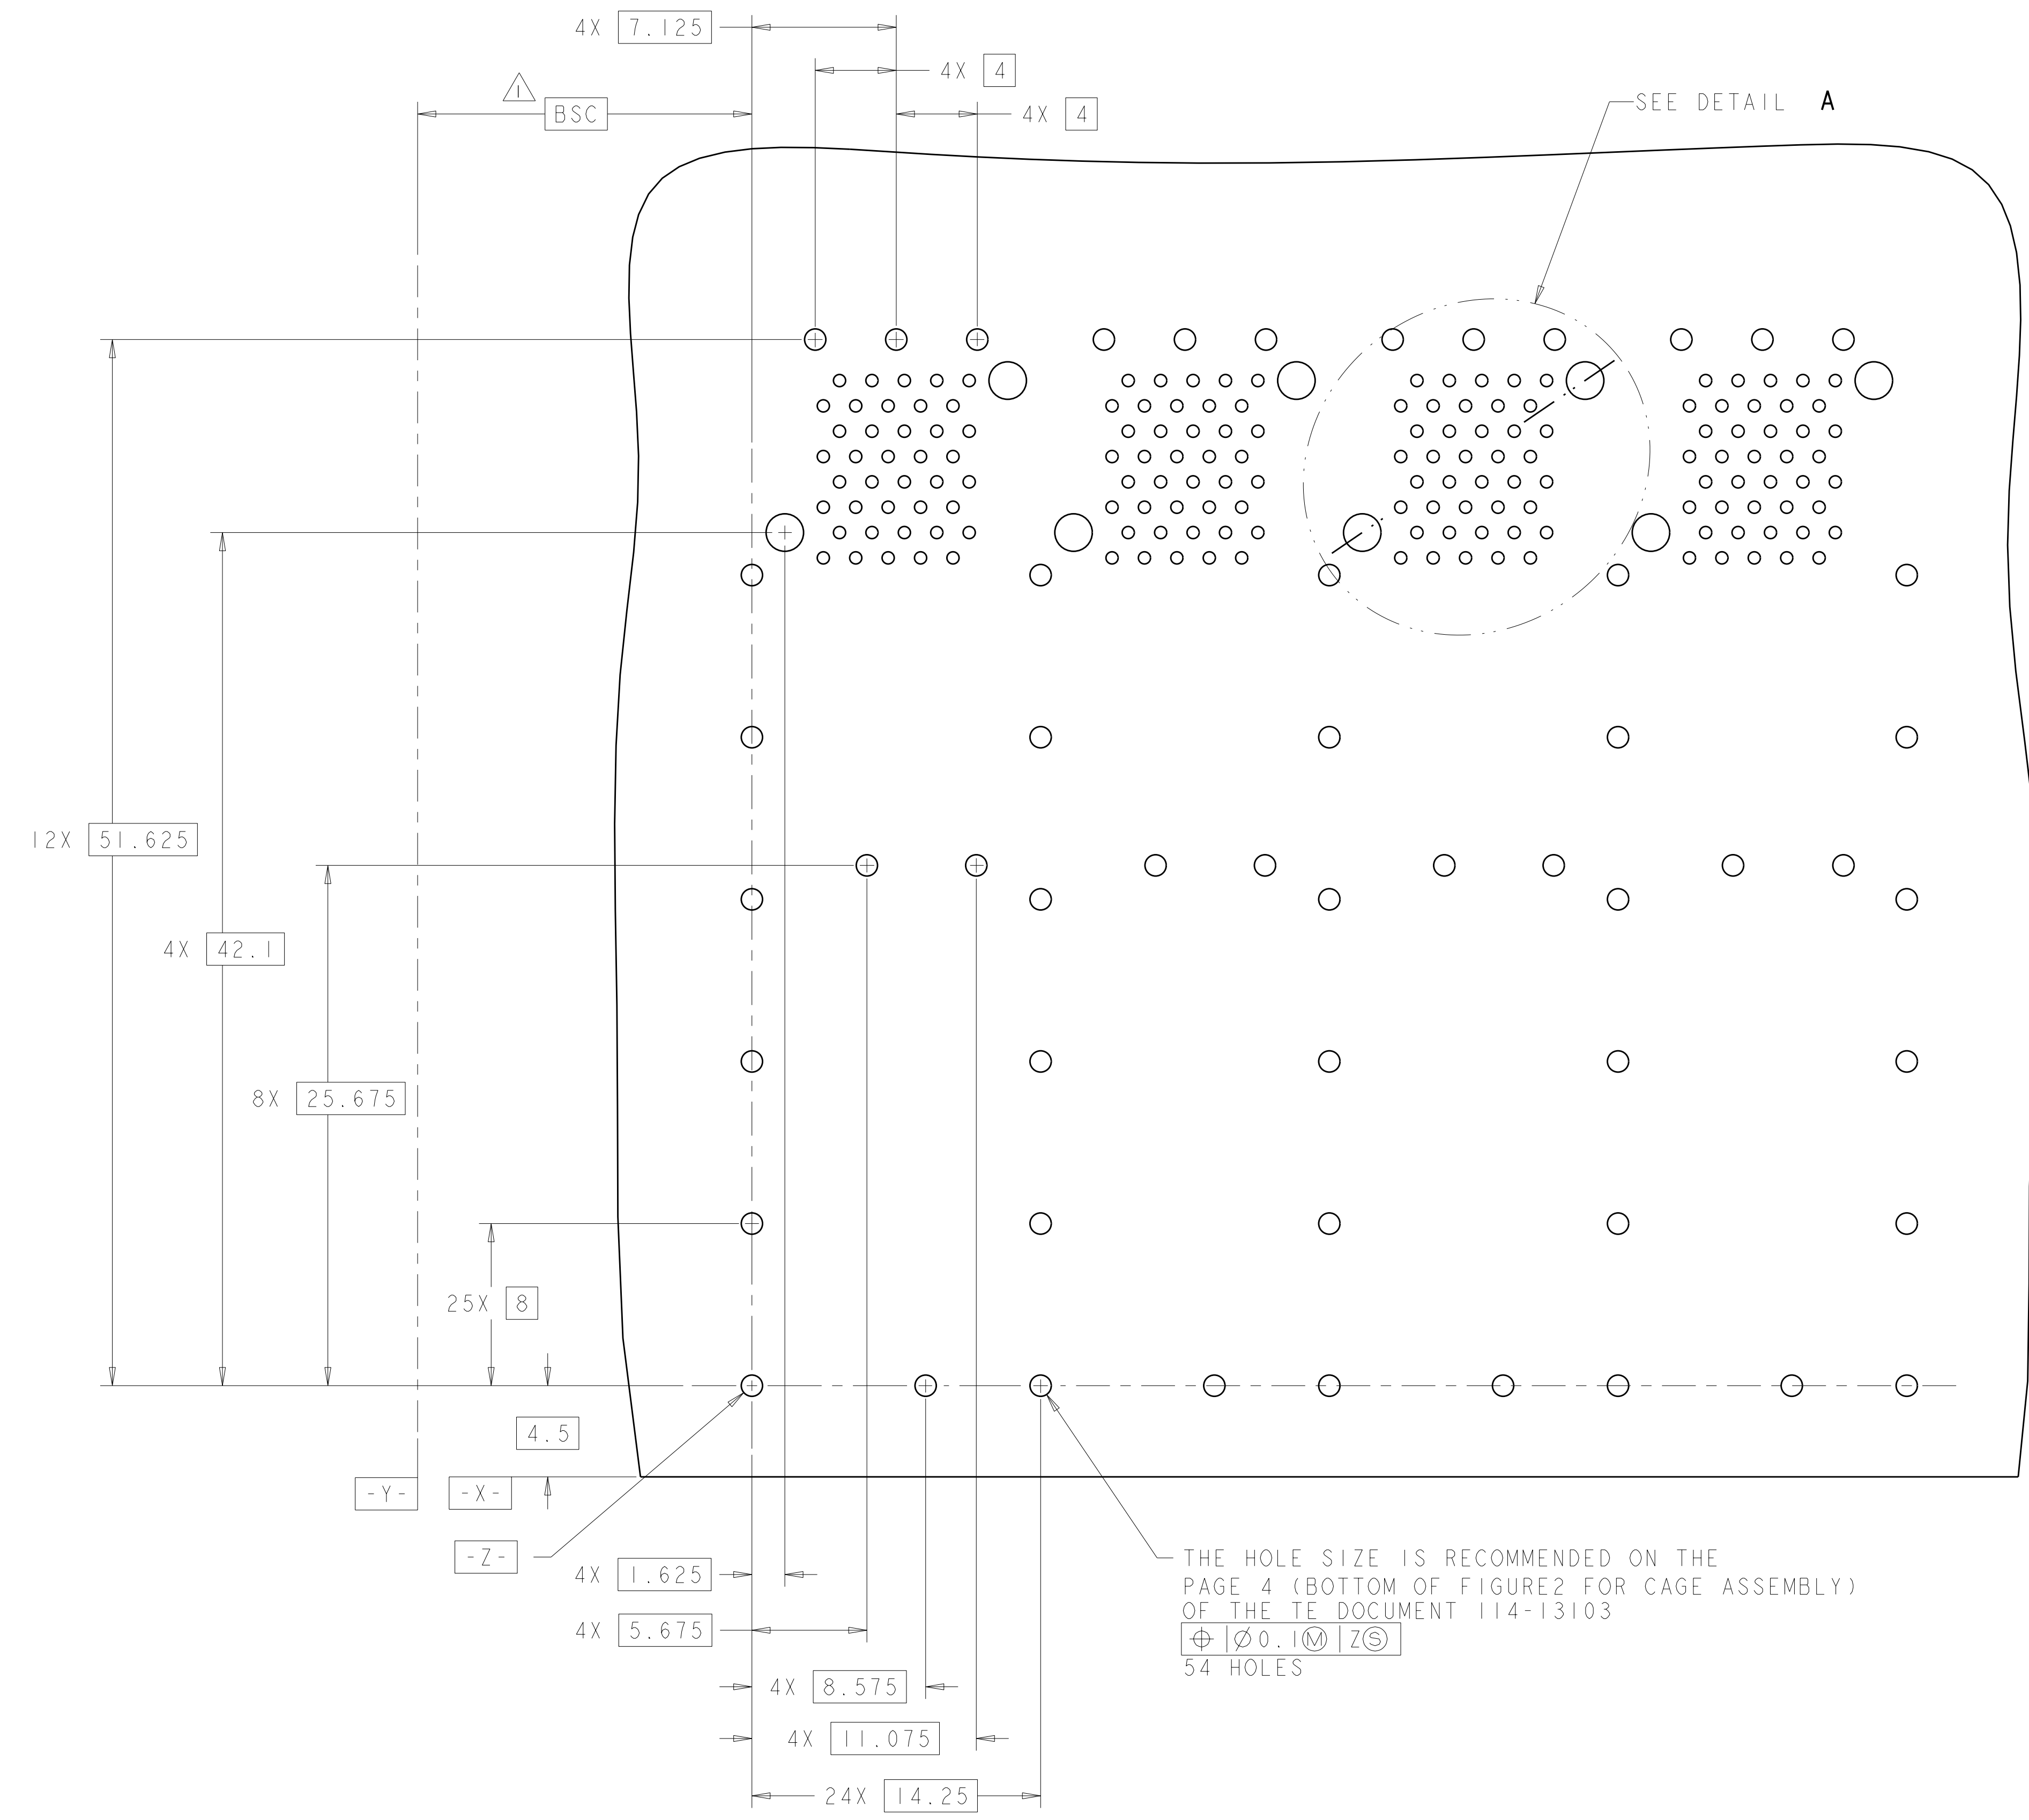 4X 7.125
4X 4
1
BSC
4X 4
SEE DETAIL A
12X 51.625
4X 42.1
8X 25.675
25X 8
4.5
-Y-
-X-
-Z-
THE HOLE SIZE IS RECOMMENDED ON THE
PAGE 4 (BOTTOM OF FIGURE2 FOR CAGE ASSEMBLY)
OF THE TE DOCUMENT 114-13103
⌖ | Ø0.1Ⓜ | ZⓈ
54 HOLES
4X 1.625
4X 5.675
4X 8.575
4X 11.075
24X 14.25